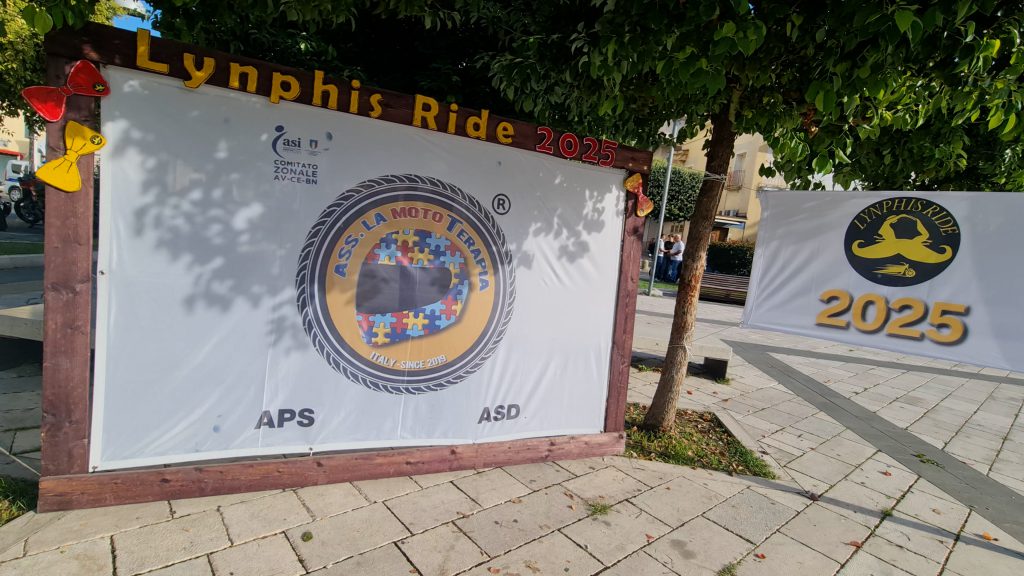 Lynphis Ride 2025
asi
COMITATO
ZONALE
AV-CE-BN
®
ASS. LA MOTO TERAPIA
ITALY - SINCE 2019
APS
ASD
LYNPHIS RIDE
2025